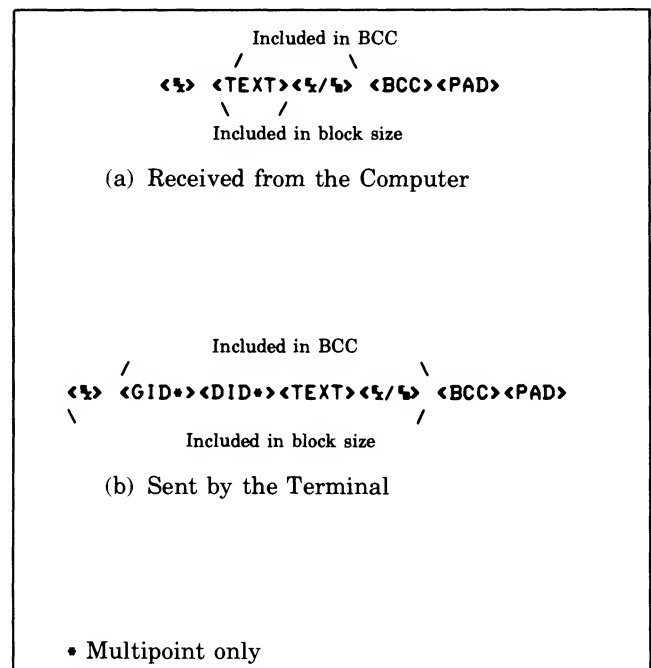 Included in BCC
/ \
<␂> <TEXT><␃/␗> <BCC><PAD>
\ /
Included in block size
(a) Received from the Computer
Included in BCC
/ \
<␂> <GID*><DID*><TEXT><␃/␗> <BCC><PAD>
\ /
Included in block size
(b) Sent by the Terminal
* Multipoint only